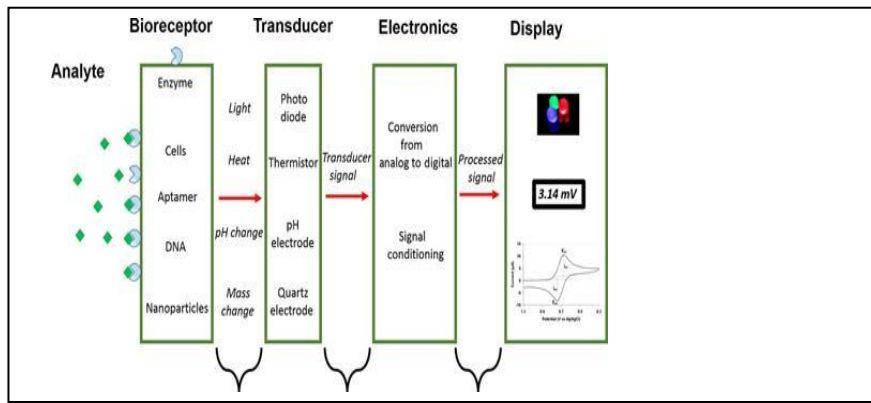 Bioreceptor
Transducer
Electronics
Display
Analyte
Enzyme
Cells
Aptamer
DNA
Nanoparticles
Light
Heat
pH change
Mass
change
Photo
diode
Thermistor
pH
electrode
Quartz
electrode
Transducer
signal
Conversion
from
analog to digital
Signal
conditioning
Processed
signal
3.14 mV